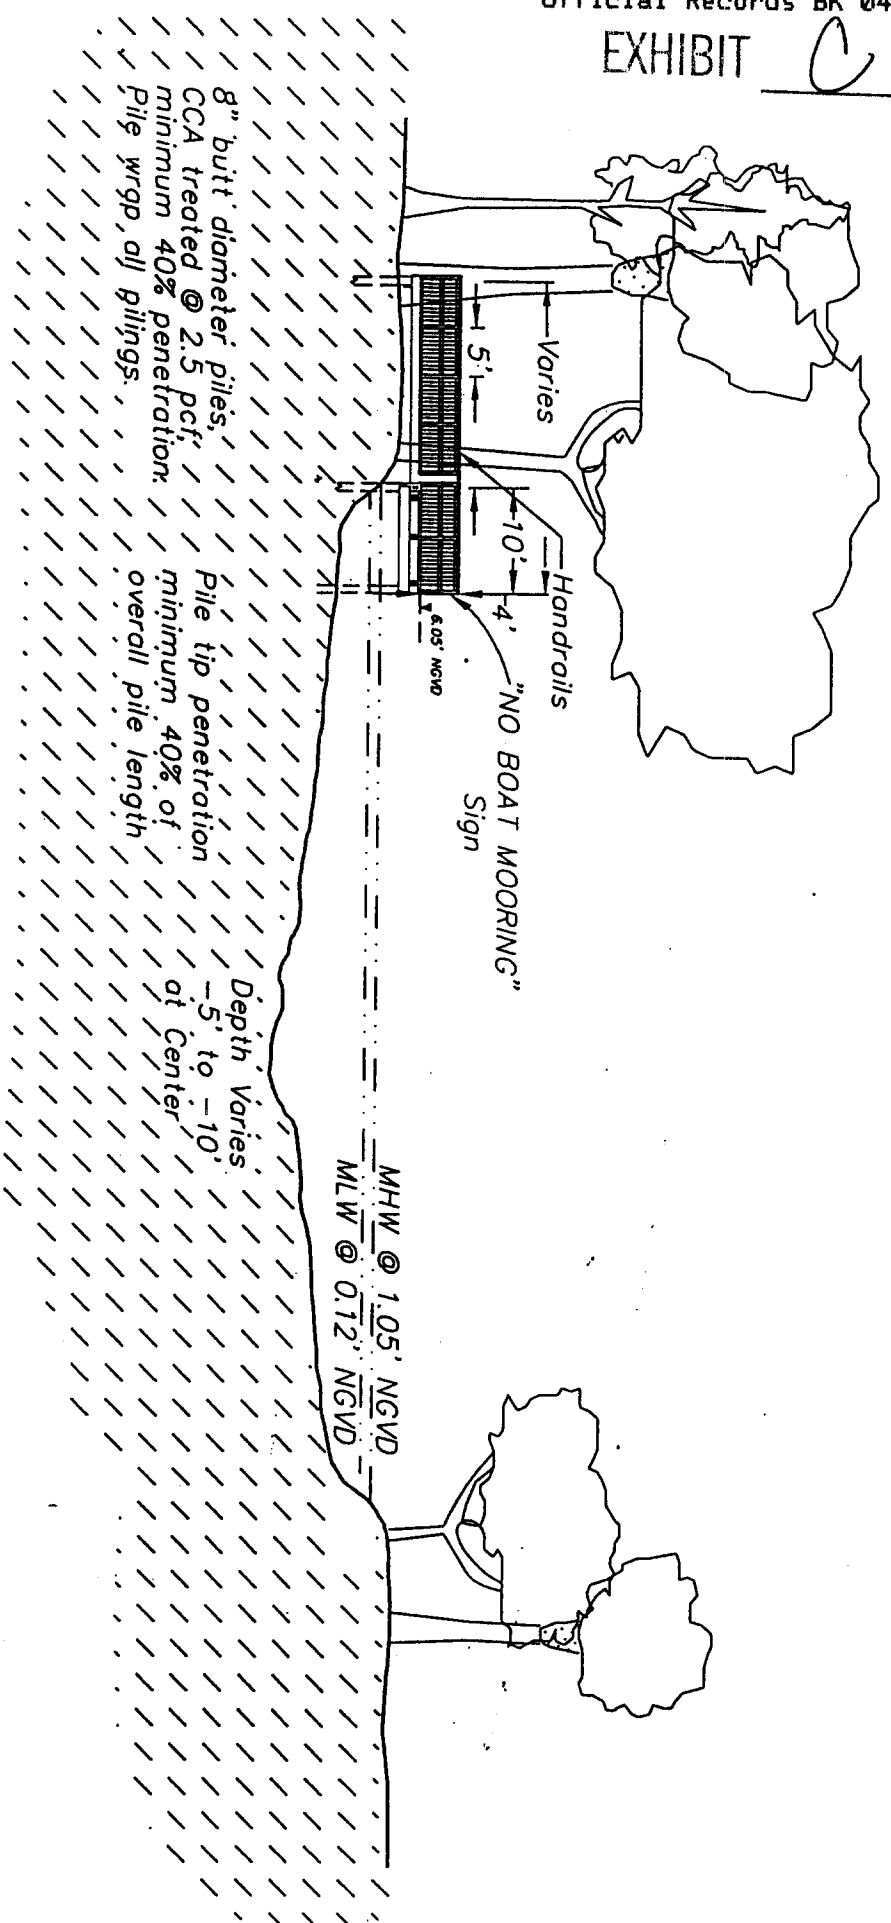 Official Records BK 04
EXHIBIT C
Varies
5'
10'
4'
Handrails
"NO BOAT MOORING"
Sign
6.05' NGVD
8" butt diameter piles,
CCA treated @ 2.5 pcf,
minimum 40% penetration.
Pile wrap all pilings.
Pile tip penetration
minimum 40% of
overall pile length
Depth Varies
-5' to -10'
at Center
MHW @ 1.05' NGVD
MLW @ 0.12' NGVD